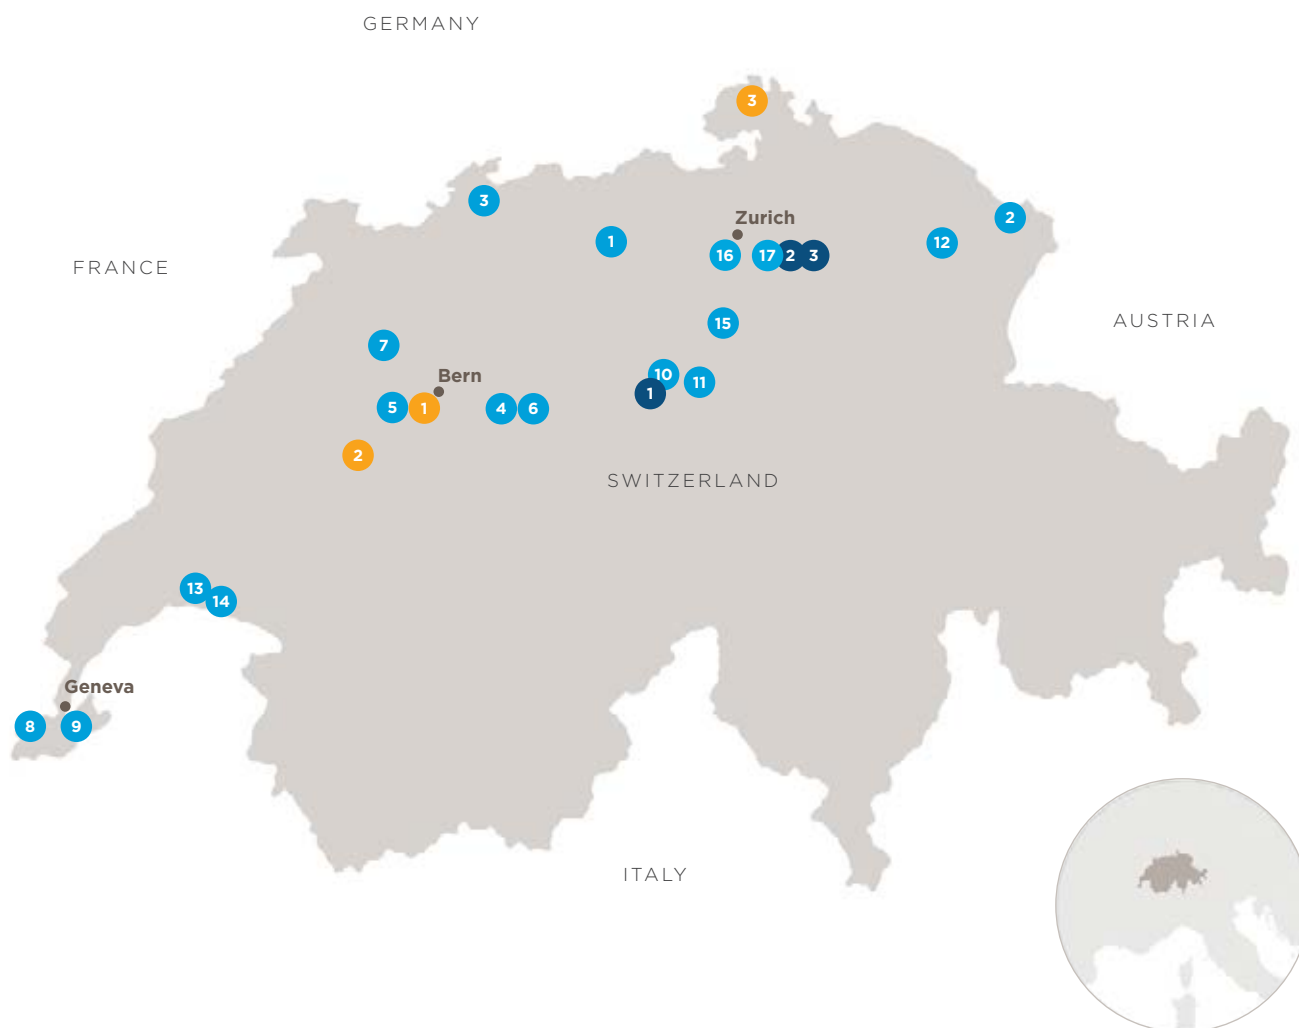 GERMANY
3
3
2
Zurich
1
12
16
17
2
3
FRANCE
AUSTRIA
15
7
Bern
10
11
1
5
1
4
6
2
SWITZERLAND
13
14
Geneva
8
9
ITALY